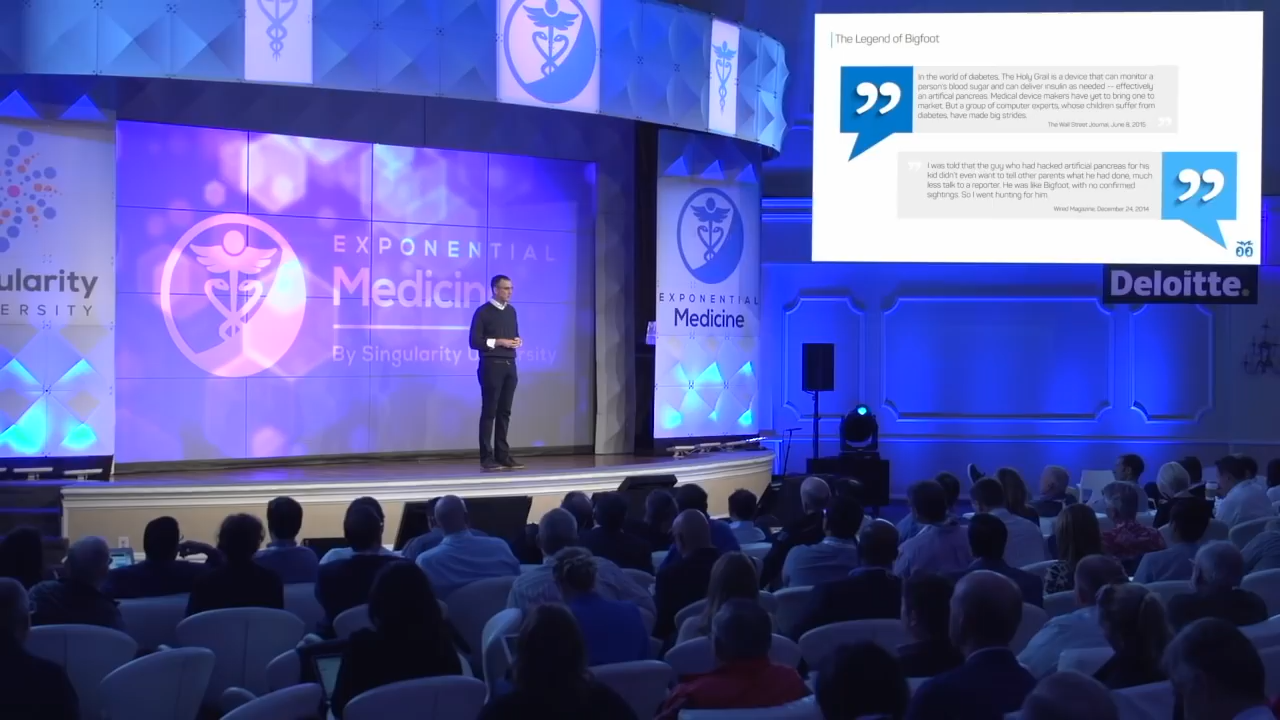 The Legend of Bigfoot
In the world of diabetes, The Holy Grail is a device that can monitor a
person's blood sugar and can deliver insulin as needed -- effectively
an artifical pancreas. Medical device makers have yet to bring one to
market. But a group of computer experts, whose children suffer from
diabetes, have made big strides.
The Wall Street Journal, June 8, 2015
I was told that the guy who had hacked artificial pancreas for his
kid didn't even want to tell other parents what he had done, much
less talk to a reporter. He was like Bigfoot, with no confirmed
sightings. So I went hunting for him.
Wired Magazine, December 24, 2014
Deloitte.
EXPONENTIAL
Medicin
By Singularity U ersity
EXPONENTIAL
Medicine
gularity
ERSITY